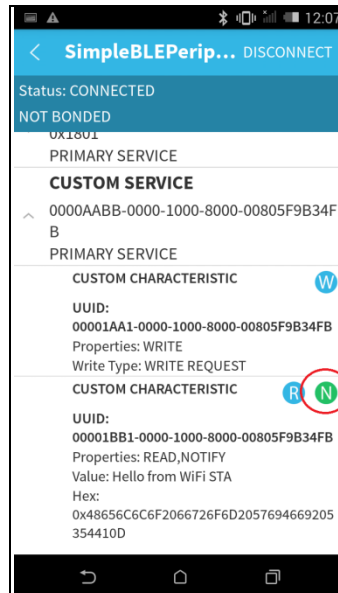 12:07
SimpleBLEPerip... DISCONNECT
Status: CONNECTED
NOT BONDED
0x1801
PRIMARY SERVICE
CUSTOM SERVICE
0000AABB-0000-1000-8000-00805F9B34F
B
PRIMARY SERVICE
CUSTOM CHARACTERISTIC W
UUID:
00001AA1-0000-1000-8000-00805F9B34FB
Properties: WRITE
Write Type: WRITE REQUEST
CUSTOM CHARACTERISTIC R N
UUID:
00001BB1-0000-1000-8000-00805F9B34FB
Properties: READ,NOTIFY
Value: Hello from WiFi STA
Hex:
0x48656C6C6F2066726F6D2057694669205
354410D